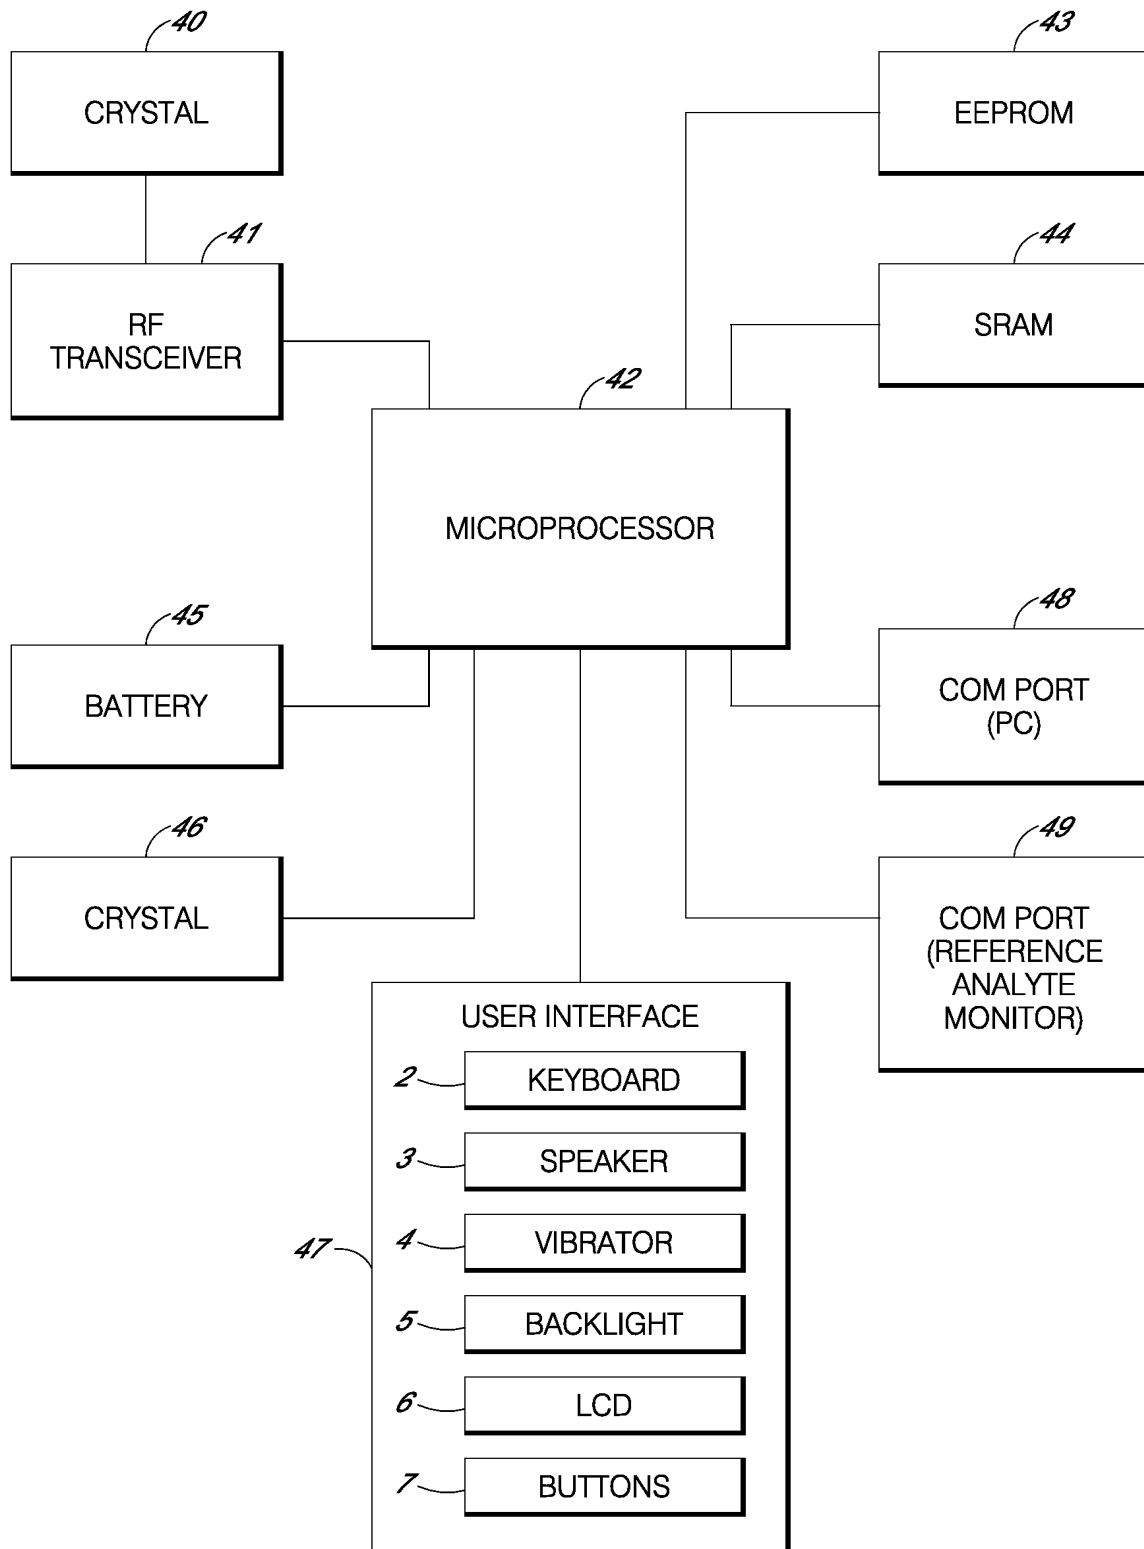 40
CRYSTAL
43
EEPROM
41
RF
TRANSCEIVER
44
SRAM
42
MICROPROCESSOR
45
BATTERY
48
COM PORT
(PC)
46
CRYSTAL
49
COM PORT
(REFERENCE
ANALYTE
MONITOR)
47
USER INTERFACE
2
KEYBOARD
3
SPEAKER
4
VIBRATOR
5
BACKLIGHT
6
LCD
7
BUTTONS